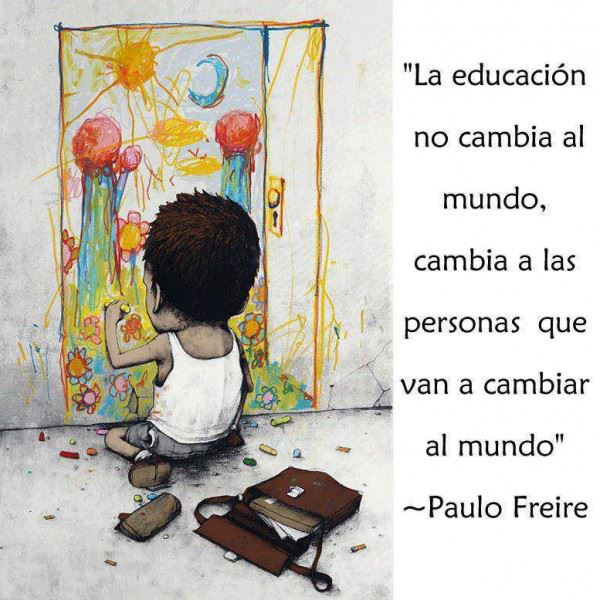 "La educación
no cambia al
mundo,
cambia a las
personas que
van a cambiar
al mundo"
~Paulo Freire